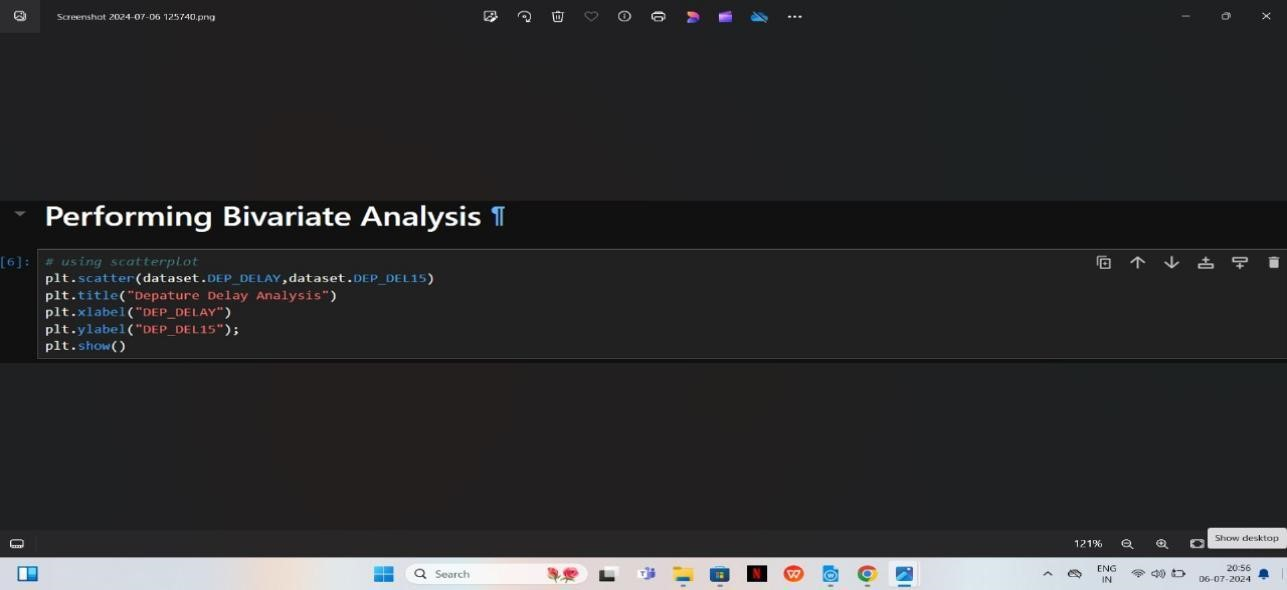 Screenshot 2024-07-06 125740.png
Performing Bivariate Analysis ¶
[6]:
# using scatterplot
plt.scatter(dataset.DEP_DELAY,dataset.DEP_DEL15)
plt.title("Depature Delay Analysis")
plt.xlabel("DEP_DELAY")
plt.ylabel("DEP_DEL15");
plt.show()
121%
Show desktop
Search
ENG
IN
20:56
06-07-2024